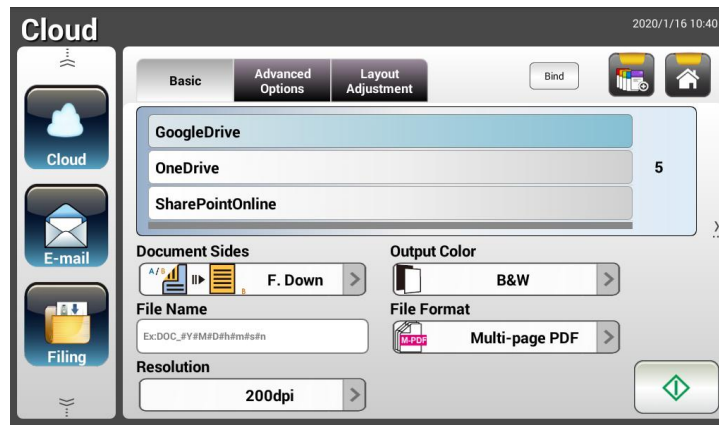 Cloud
2020/1/16 10:40
Basic
Advanced
Options
Layout
Adjustment
Bind
Cloud
GoogleDrive
OneDrive
SharePointOnline
5
E-mail
Document Sides
Output Color
A/B
B
F. Down
B&W
File Name
File Format
Ex:DOC_#Y#M#D#h#m#s#n
M-PDF
Multi-page PDF
Filing
Resolution
200dpi